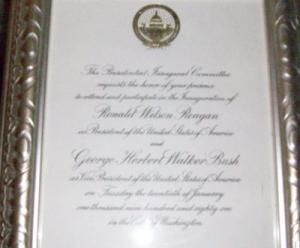 The Presidential Inaugural Committee
requests the honor of your presence
to attend and participate in the Inauguration of
Ronald Wilson Reagan
as President of the United States of America
and
George Herbert Walker Bush
as Vice President of the United States of America
on Tuesday the twentieth of January
one thousand nine hundred and eighty one
in the City of Washington